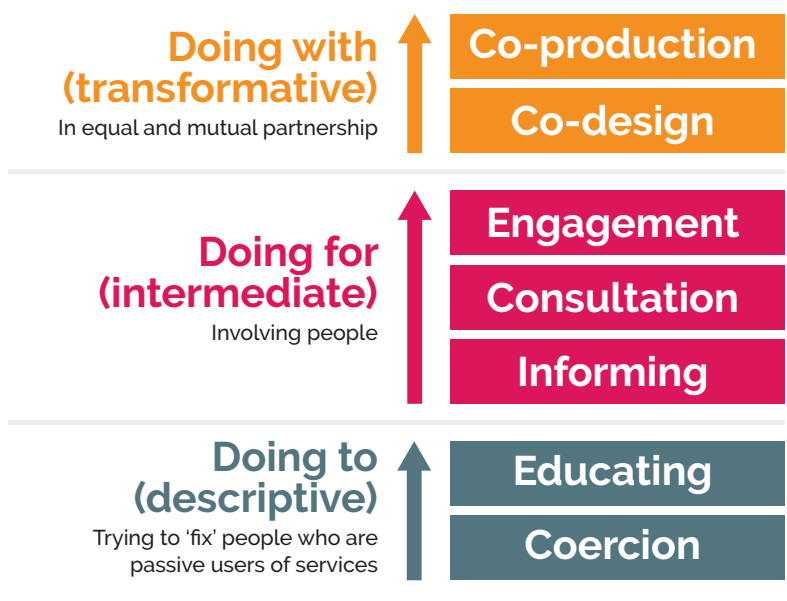 Doing with
(transformative)
In equal and mutual partnership
Co-production
Co-design
Doing for
(intermediate)
Involving people
Engagement
Consultation
Informing
Doing to
(descriptive)
Trying to ‘fix’ people who are
passive users of services
Educating
Coercion